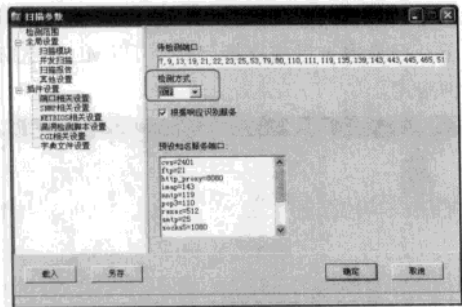 扫描参数
检测范围
全局设置
扫描模块
并发扫描
扫描报告
其他设置
插件设置
端口相关设置
SNMP相关设置
NETBIOS相关设置
漏洞检测脚本设置
CGI相关设置
字典文件设置
待检测端口:
7,9,13,19,21,22,23,25,53,79,80,110,111,119,135,139,143,443,445,465,51
检测方式
根据响应识别服务
预设知名服务端口:
cvs=2401
ftp=21
http_proxy=8080
imap=143
nntp=119
pop3=110
rexec=512
smtp=25
socks5=1080
载入
另存
确定
取消